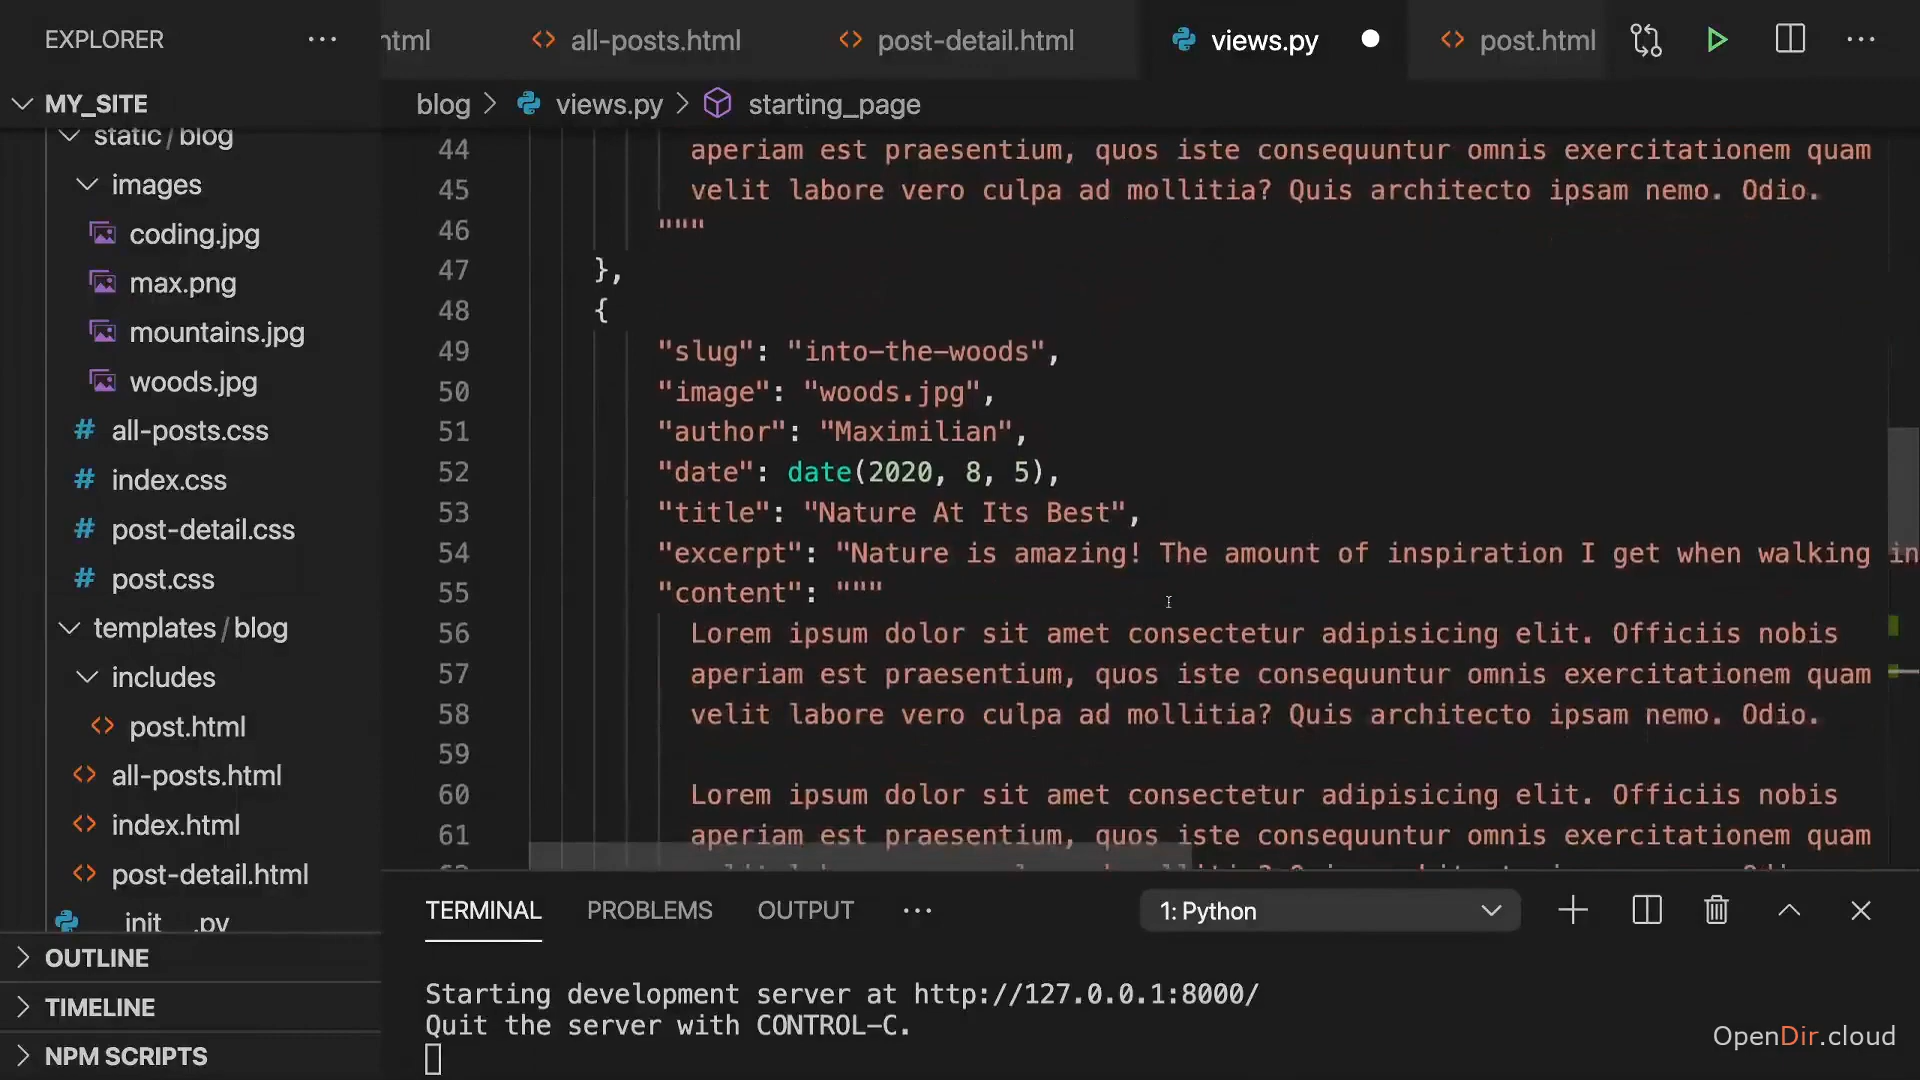 EXPLORER ···
html
all-posts.html
post-detail.html
views.py
post.html
MY_SITE
blog > views.py > starting_page
static/blog
images
coding.jpg
max.png
mountains.jpg
woods.jpg
all-posts.css
index.css
post-detail.css
post.css
templates/blog
includes
post.html
all-posts.html
index.html
post-detail.html
__init__.py
OUTLINE
TIMELINE
NPM SCRIPTS
44 aperiam est praesentium, quos iste consequuntur omnis exercitationem quam
45 velit labore vero culpa ad mollitia? Quis architecto ipsam nemo. Odio.
46 """
47 },
48 {
49 "slug": "into-the-woods",
50 "image": "woods.jpg",
51 "author": "Maximilian",
52 "date": date(2020, 8, 5),
53 "title": "Nature At Its Best",
54 "excerpt": "Nature is amazing! The amount of inspiration I get when walking in
55 "content": """
56 Lorem ipsum dolor sit amet consectetur adipisicing elit. Officiis nobis
57 aperiam est praesentium, quos iste consequuntur omnis exercitationem quam
58 velit labore vero culpa ad mollitia? Quis architecto ipsam nemo. Odio.
59
60 Lorem ipsum dolor sit amet consectetur adipisicing elit. Officiis nobis
61 aperiam est praesentium, quos iste consequuntur omnis exercitationem quam
TERMINAL PROBLEMS OUTPUT ··· 1: Python
Starting development server at http://127.0.0.1:8000/
Quit the server with CONTROL-C.
OpenDir.cloud